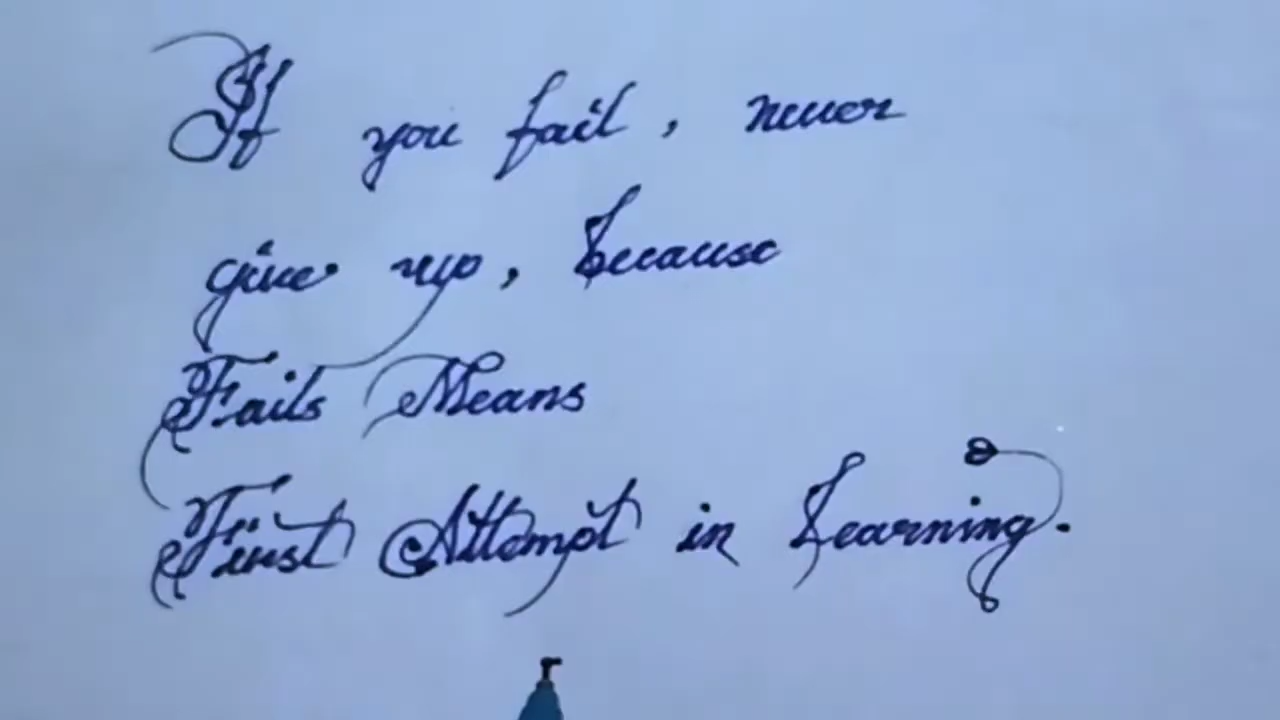 If you fail, never
give up, because
Fails Means
First Attempt in Learning.